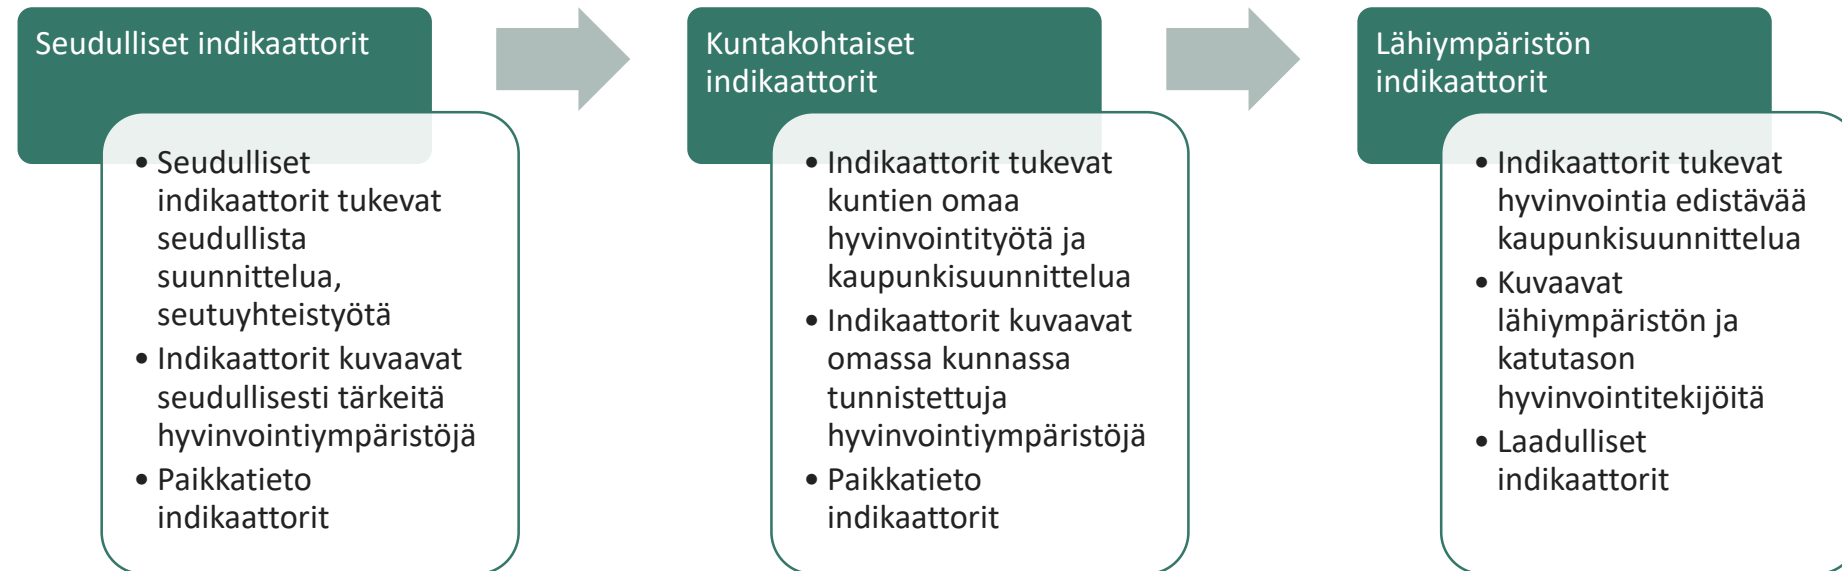 Seudulliset indikaattorit
• Seudulliset
indikaattorit tukevat
seudullista
suunnittelua,
seutuyhteistyötä
• Indikaattorit kuvaavat
seudullisesti tärkeitä
hyvinvointiympäristöjä
• Paikkatieto
indikaattorit
Kuntakohtaiset
indikaattorit
• Indikaattorit tukevat
kuntien omaa
hyvinvointityötä ja
kaupunkisuunnittelua
• Indikaattorit kuvaavat
omassa kunnassa
tunnistettuja
hyvinvointiympäristöjä
• Paikkatieto
indikaattorit
Lähiympäristön
indikaattorit
• Indikaattorit tukevat
hyvinvointia edistävää
kaupunkisuunnittelua
• Kuvaavat
lähiympäristön ja
katutason
hyvinvointitekijöitä
• Laadulliset
indikaattorit